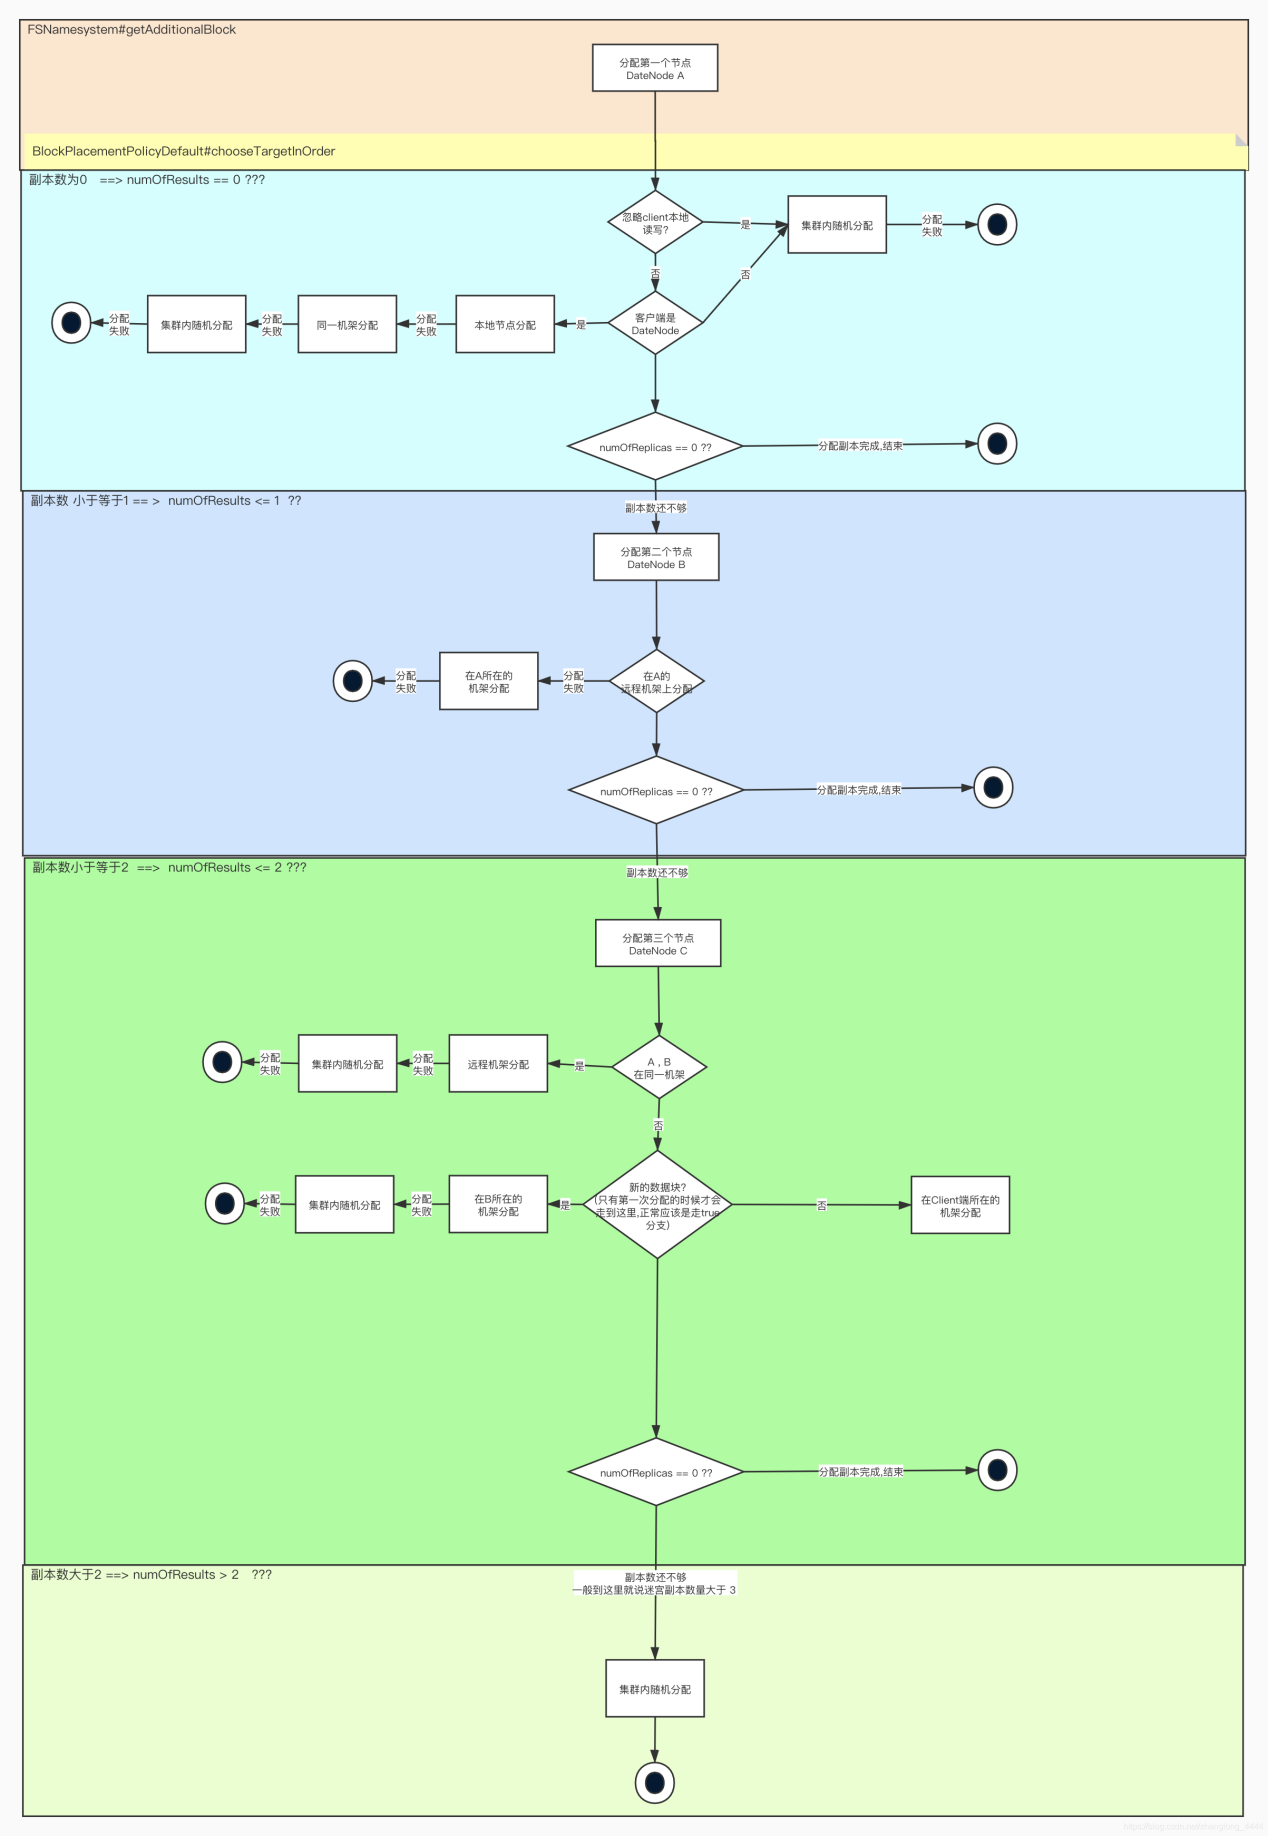 FSNamesystem#getAdditionalBlock
分配第一个节点
DateNode A
BlockPlacementPolicyDefault#chooseTargetInOrder
副本数为0 ==> numOfResults == 0 ???
忽略client本地
读写?
是
集群内随机分配
分配
失败
否
否
客户端是
DateNode
是
本地节点分配
分配
失败
同一机架分配
分配
失败
集群内随机分配
分配
失败
numOfReplicas == 0 ??
分配副本完成,结束
副本数 小于等于1 == > numOfResults <= 1 ??
副本数还不够
分配第二个节点
DateNode B
在A的
远程机架上分配
分配
失败
在A所在的
机架分配
分配
失败
numOfReplicas == 0 ??
分配副本完成,结束
副本数小于等于2 ==> numOfResults <= 2 ???
副本数还不够
分配第三个节点
DateNode C
A , B
在同一机架
是
远程机架分配
分配
失败
集群内随机分配
分配
失败
否
新的数据块?
(只有第一次分配的时候才会
走到这里,正常应该是走true
分支)
是
在B所在的
机架分配
分配
失败
集群内随机分配
分配
失败
否
在Client端所在的
机架分配
numOfReplicas == 0 ??
分配副本完成,结束
副本数大于2 ==> numOfResults > 2 ???
副本数还不够
一般到这里就说迷宫副本数量大于 3
集群内随机分配